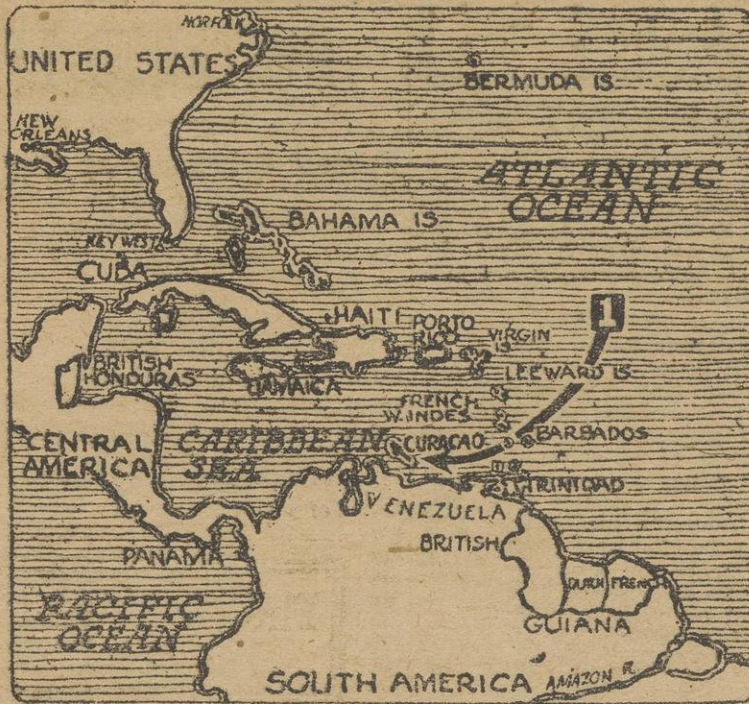 NORFOLK
UNITED STATES
BERMUDA IS
NEW
ORLEANS
ATLANTIC
OCEAN
BAHAMA IS
KEY WEST
CUBA
1
HAITI
PORTO
RICO
VIRGIN
IS
BRITISH
HONDURAS
JAMAICA
LEEWARD IS
FRENCH
W. INDES
CENTRAL
AMERICA
CARIBBEAN
SEA
CURACAO
BARBADOS
TRINIDAD
VENEZUELA
PANAMA
BRITISH
DUTCH
FRENCH
GUIANA
PACIFIC
OCEAN
SOUTH AMERICA
AMAZON R.